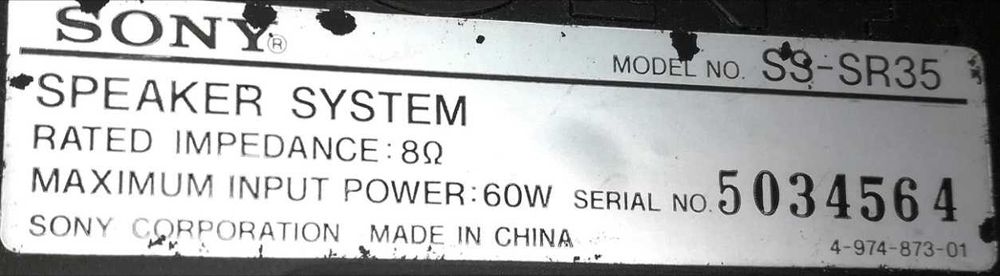 SONY®
MODEL NO. SS-SR35
SPEAKER SYSTEM
RATED IMPEDANCE: 8Ω
MAXIMUM INPUT POWER: 60W SERIAL NO. 5034564
SONY CORPORATION MADE IN CHINA
4-974-873-01